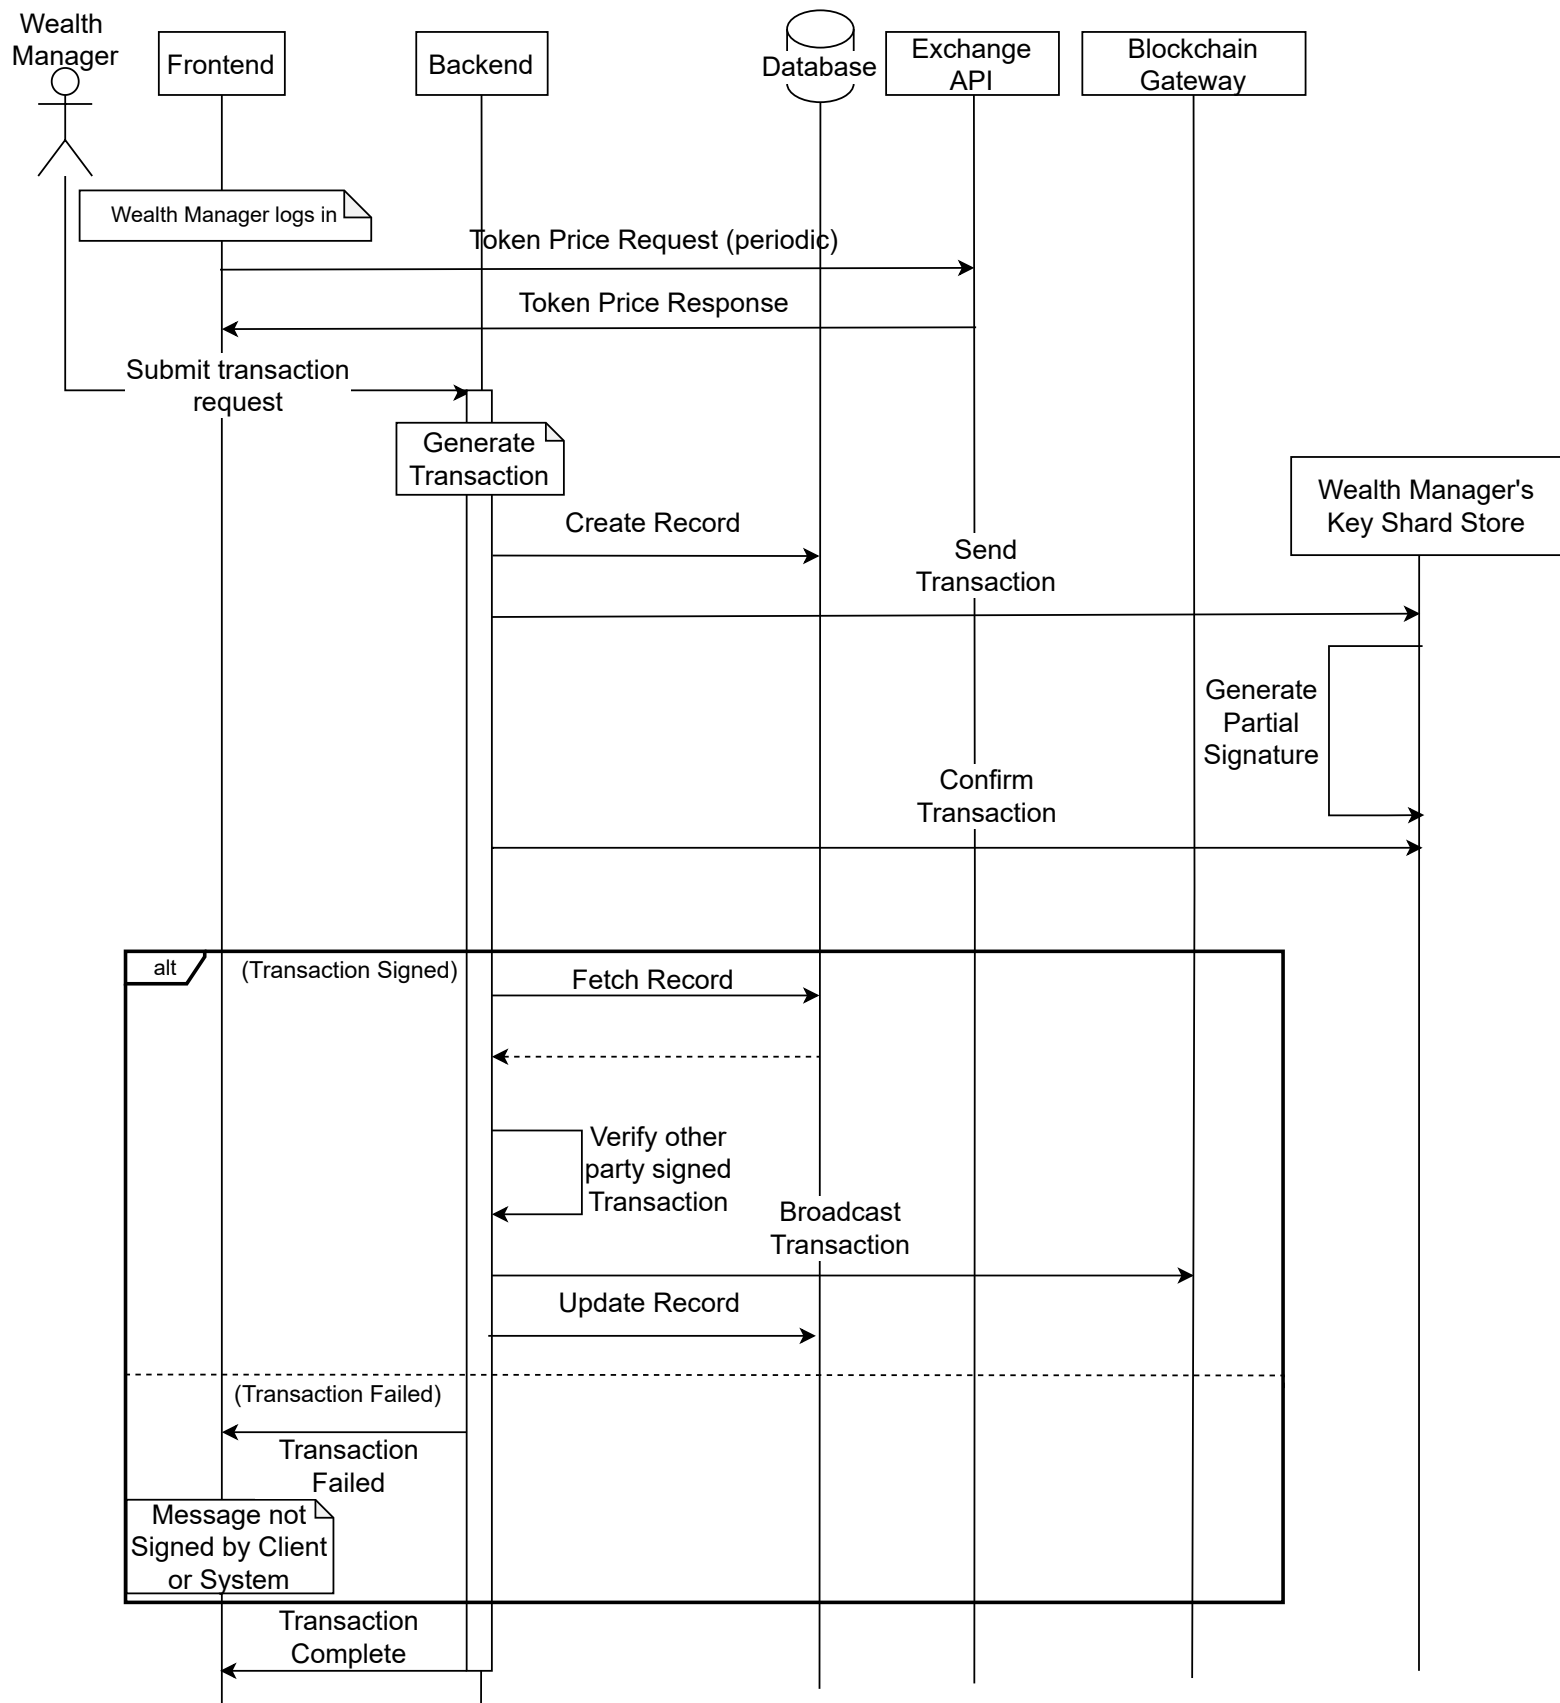 Wealth
Manager
Frontend
Backend
Database
Exchange
API
Blockchain
Gateway
Wealth Manager logs in
Token Price Request (periodic)
Token Price Response
Submit transaction
request
Generate
Transaction
Wealth Manager's
Key Shard Store
Create Record
Send
Transaction
Generate
Partial
Signature
Confirm
Transaction
alt
(Transaction Signed)
Fetch Record
Verify other
party signed
Transaction
Broadcast
Transaction
Update Record
(Transaction Failed)
Transaction
Failed
Message not
Signed by Client
or System
Transaction
Complete